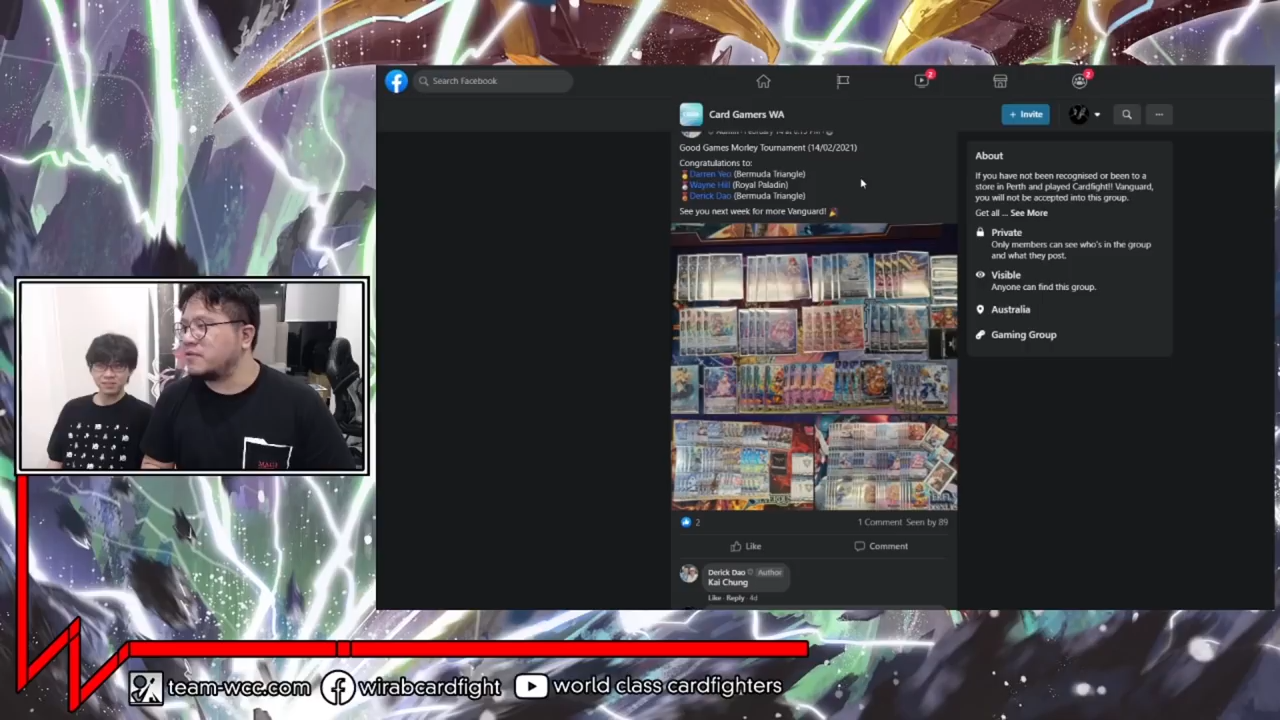 Search Facebook
2
2
Card Gamers WA
+ Invite
Good Games Morley Tournament (14/02/2021)
Congratulations to:
Darren Yeo (Bermuda Triangle)
Wayne Hill (Royal Paladin)
Derick Dao (Bermuda Triangle)
See you next week for more Vanguard!
2
1 Comment Seen by 89
Like
Comment
Derick Dao Author
Kai Chung
Like · Reply · 4d
About
If you have not been recognised or been to a
store in Perth and played Cardfight!! Vanguard,
you will not be accepted into this group.
Get all ... See More
Private
Only members can see who's in the group
and what they post.
Visible
Anyone can find this group.
Australia
Gaming Group
team-wcc.com
wirabcardfight
world class cardfighters